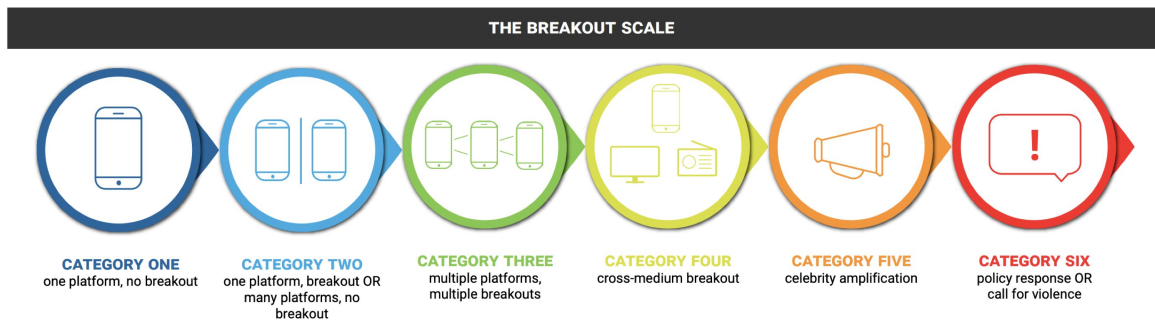 THE BREAKOUT SCALE
CATEGORY ONE
one platform, no breakout
CATEGORY TWO
one platform, breakout OR
many platforms, no
breakout
CATEGORY THREE
multiple platforms,
multiple breakouts
CATEGORY FOUR
cross-medium breakout
CATEGORY FIVE
celebrity amplification
CATEGORY SIX
policy response OR
call for violence